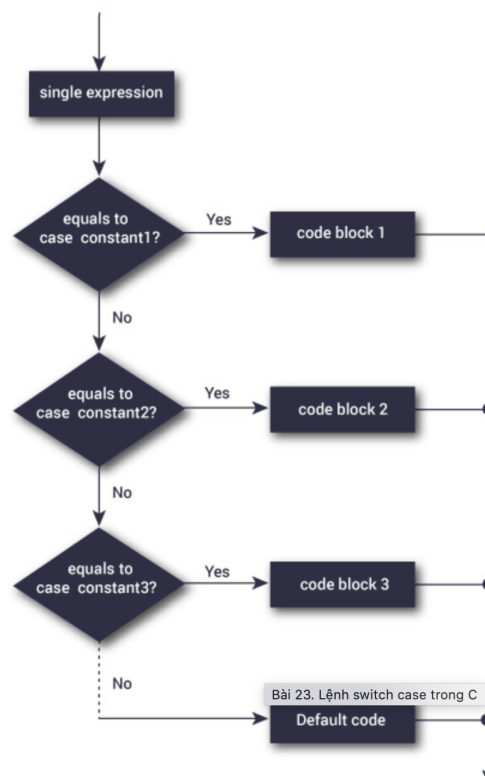 single expression
equals to
case constant1?
Yes
code block 1
No
equals to
case constant2?
Yes
code block 2
No
equals to
case constant3?
Yes
code block 3
No
Bài 23. Lệnh switch case trong C
Default code